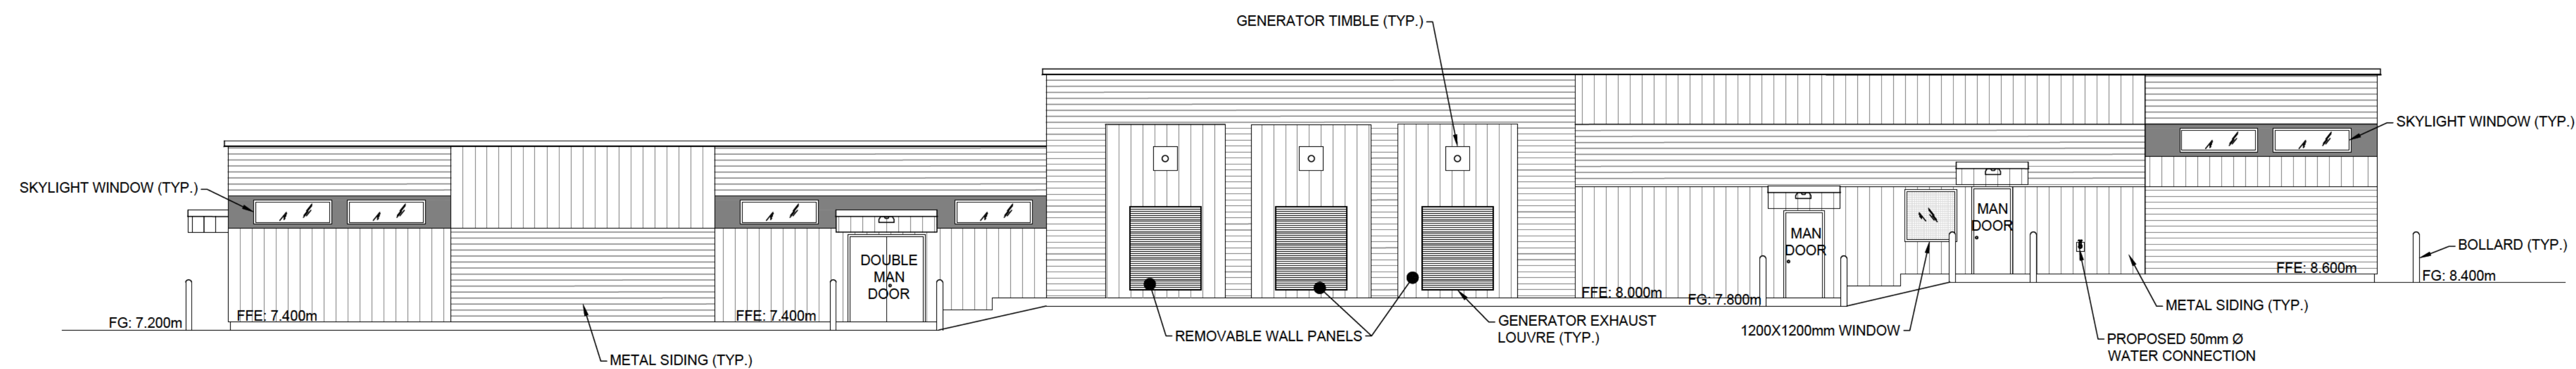 GENERATOR TIMBLE (TYP.)
SKYLIGHT WINDOW (TYP.)
SKYLIGHT WINDOW (TYP.)
MAN
DOOR
MAN
DOOR
DOUBLE
MAN
DOOR
BOLLARD (TYP.)
FFE: 8.600m
FG: 8.400m
FFE: 8.000m
FG: 7.800m
FFE: 7.400m
FFE: 7.400m
FG: 7.200m
METAL SIDING (TYP.)
GENERATOR EXHAUST
LOUVRE (TYP.)
1200X1200mm WINDOW
REMOVABLE WALL PANELS
PROPOSED 50mm Ø
WATER CONNECTION
METAL SIDING (TYP.)